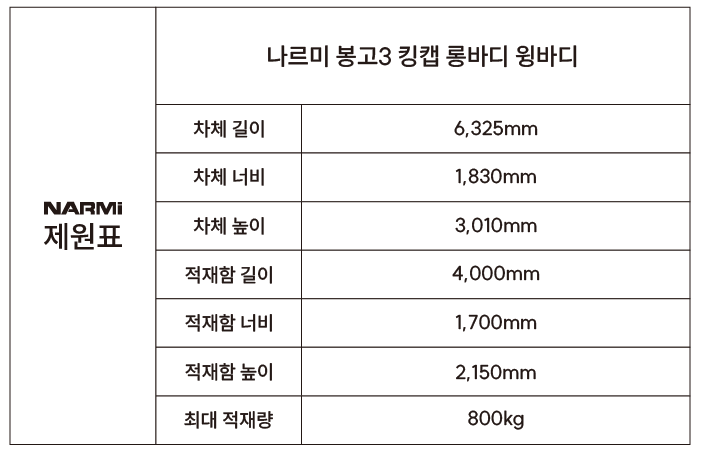 NARMi
제원표
나르미 봉고3 킹캡 롱바디 윙바디
차체 길이 6,325mm
차체 너비 1,830mm
차체 높이 3,010mm
적재함 길이 4,000mm
적재함 너비 1,700mm
적재함 높이 2,150mm
최대 적재량 800kg